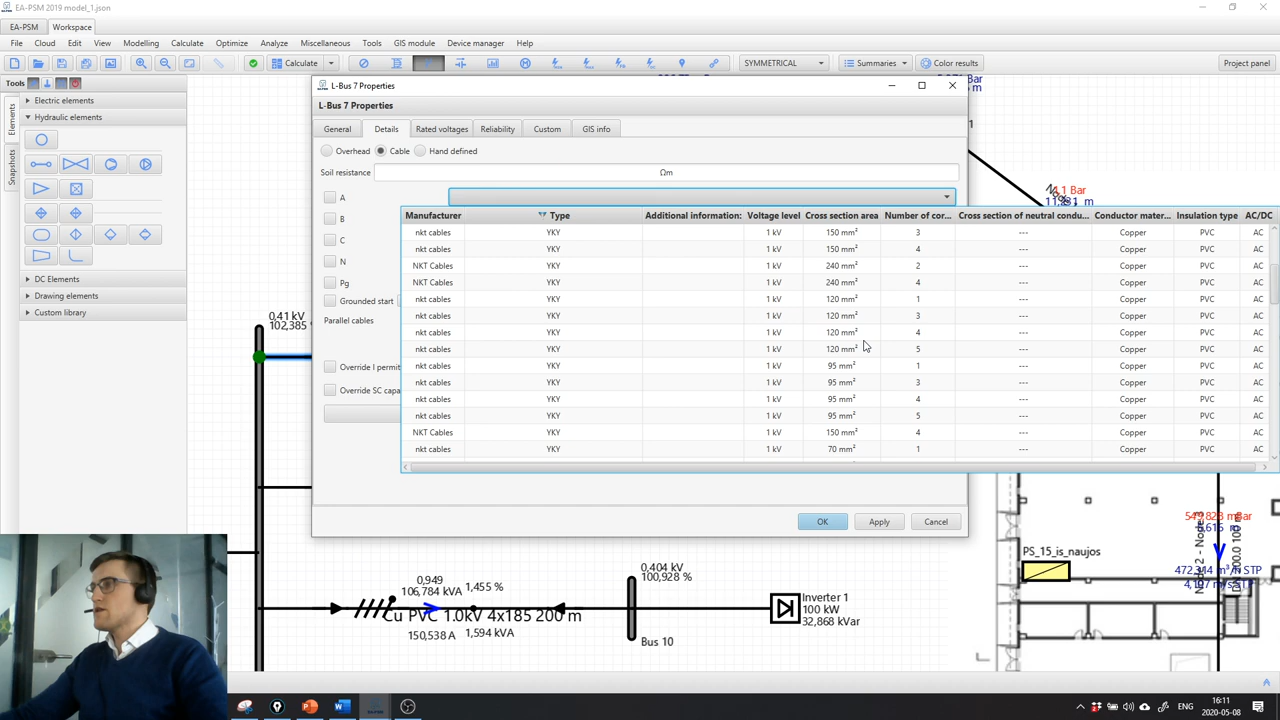 EA-PSM 2019 model_1.json
EA-PSM Workspace
File Cloud Edit View Modelling Calculate Optimize Analyze Miscellaneous Tools GIS module Device manager Help
Calculate SYMMETRICAL Summaries Color results Project panel
Tools
Elements
Snapshots
Electric elements
Hydraulic elements
DC Elements
Drawing elements
Custom library
L-Bus 7 Properties
L-Bus 7 Properties
General Details Rated voltages Reliability Custom GIS info
Overhead Cable Hand defined
Soil resistance Ωm
A
B
C
N
Pg
Grounded start
Parallel cables
Override I permit
Override SC capa
Manufacturer Type Additional information: Voltage level Cross section area Number of cor... Cross section of neutral condu... Conductor mater... Insulation type AC/DC
nkt cables YKY 1 kV 150 mm² 3 --- Copper PVC AC
nkt cables YKY 1 kV 150 mm² 4 --- Copper PVC AC
NKT Cables YKY 1 kV 240 mm² 2 --- Copper PVC AC
NKT Cables YKY 1 kV 240 mm² 4 --- Copper PVC AC
nkt cables YKY 1 kV 120 mm² 1 --- Copper PVC AC
nkt cables YKY 1 kV 120 mm² 3 --- Copper PVC AC
nkt cables YKY 1 kV 120 mm² 4 --- Copper PVC AC
nkt cables YKY 1 kV 120 mm² 5 --- Copper PVC AC
nkt cables YKY 1 kV 95 mm² 1 --- Copper PVC AC
nkt cables YKY 1 kV 95 mm² 3 --- Copper PVC AC
nkt cables YKY 1 kV 95 mm² 4 --- Copper PVC AC
nkt cables YKY 1 kV 95 mm² 5 --- Copper PVC AC
NKT Cables YKY 1 kV 150 mm² 4 --- Copper PVC AC
nkt cables YKY 1 kV 70 mm² 1 --- Copper PVC AC
OK Apply Cancel
0,41 kV
102,385
0,949
106,784 kVA 1,455 %
Cu PVC 1.0kV 4x185 200 m
150,538 A 1,594 kVA
0,404 kV
100,928 %
Bus 10
Inverter 1
100 kW
32,868 kVar
PS_15_is_naujos
472,314 m³/h STP
16:11
ENG
2020-05-08